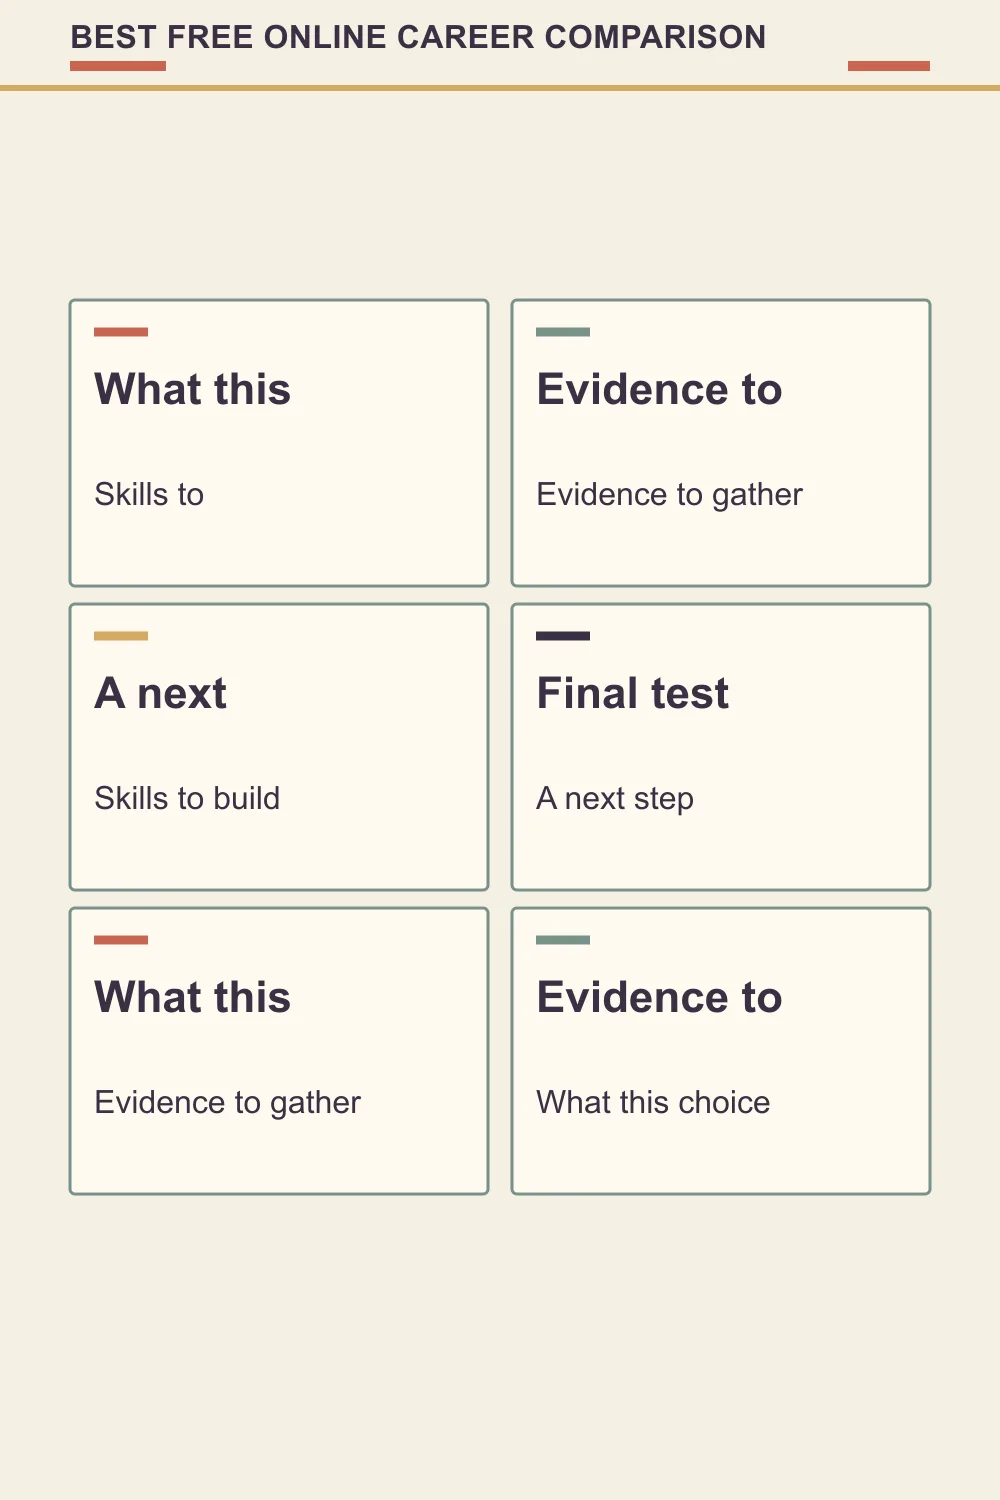 BEST FREE ONLINE CAREER COMPARISON
What this
Skills to
Evidence to
Evidence to gather
A next
Skills to build
Final test
A next step
What this
Evidence to gather
Evidence to
What this choice